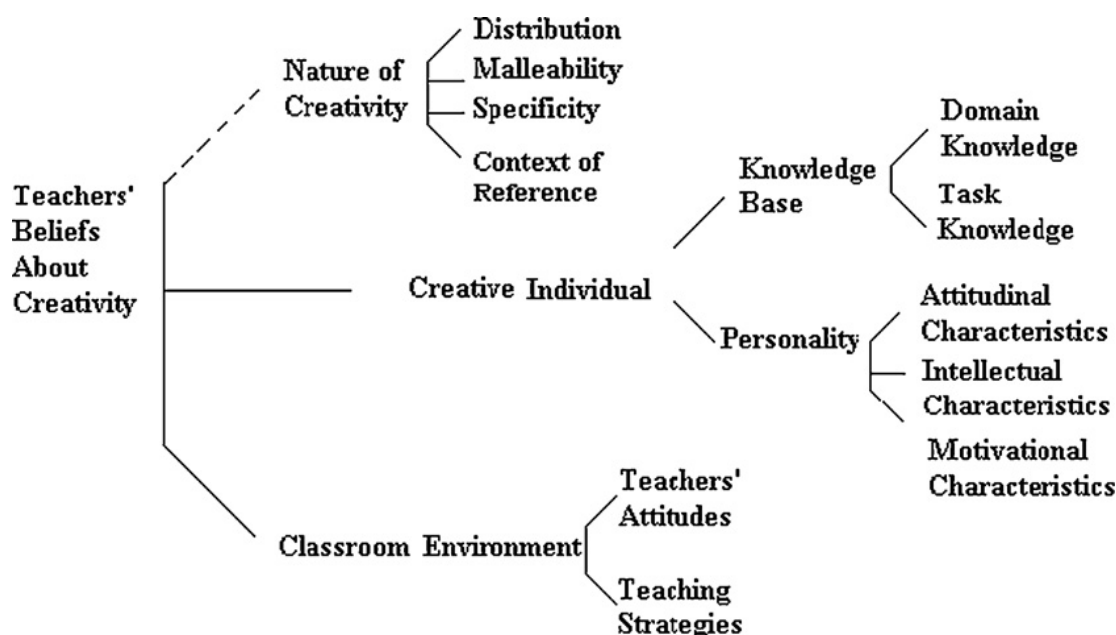 Teachers'
Beliefs
About
Creativity
Nature of
Creativity
Distribution
Malleability
Specificity
Context of
Reference
Creative Individual
Knowledge
Base
Domain
Knowledge
Task
Knowledge
Personality
Attitudinal
Characteristics
Intellectual
Characteristics
Motivational
Characteristics
Classroom Environment
Teachers'
Attitudes
Teaching
Strategies